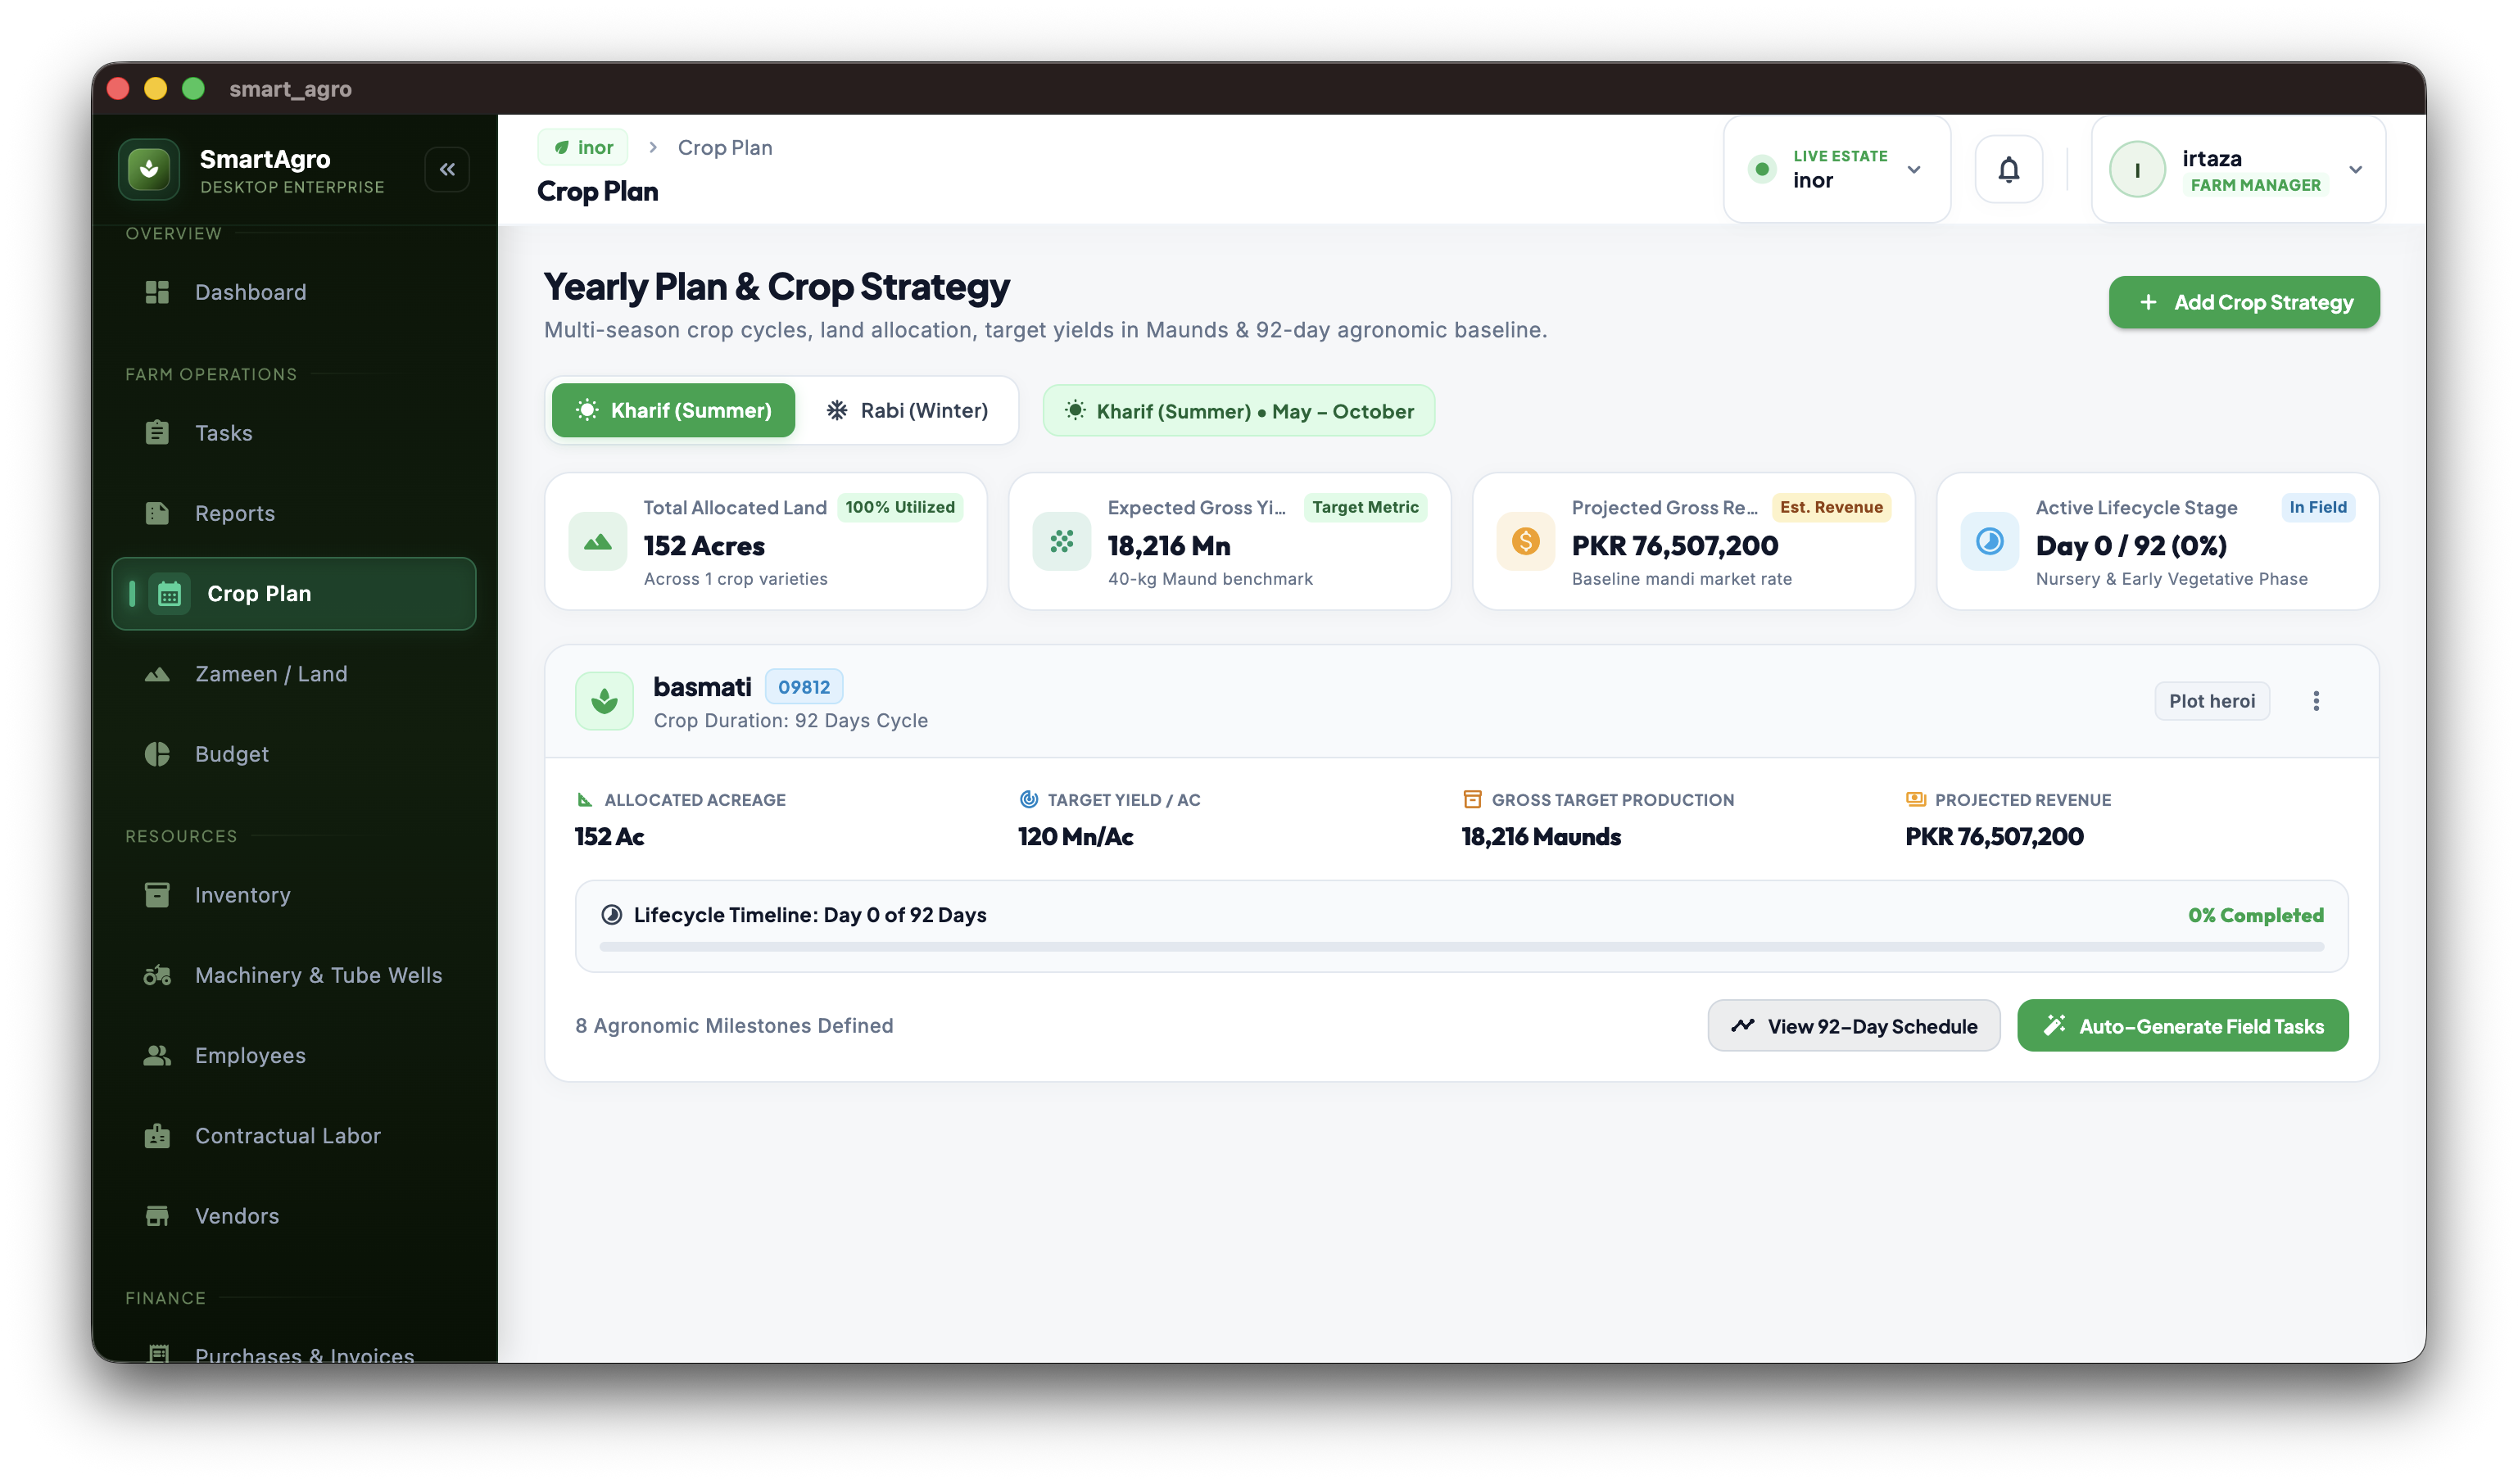 smart_agro
SmartAgro
DESKTOP ENTERPRISE
OVERVIEW
Dashboard
FARM OPERATIONS
Tasks
Reports
Crop Plan
Zameen / Land
Budget
RESOURCES
Inventory
Machinery & Tube Wells
Employees
Contractual Labor
Vendors
FINANCE
Purchases & Invoices
inor
Crop Plan
Crop Plan
LIVE ESTATE
inor
I
irtaza
FARM MANAGER
Yearly Plan & Crop Strategy
Multi-season crop cycles, land allocation, target yields in Maunds & 92-day agronomic baseline.
+ Add Crop Strategy
Kharif (Summer)
Rabi (Winter)
Kharif (Summer) • May – October
Total Allocated Land 100% Utilized
152 Acres
Across 1 crop varieties
Expected Gross Yi... Target Metric
18,216 Mn
40-kg Maund benchmark
Projected Gross Re... Est. Revenue
PKR 76,507,200
Baseline mandi market rate
Active Lifecycle Stage In Field
Day 0 / 92 (0%)
Nursery & Early Vegetative Phase
basmati 09812
Crop Duration: 92 Days Cycle
Plot heroi
ALLOCATED ACREAGE
152 Ac
TARGET YIELD / AC
120 Mn/Ac
GROSS TARGET PRODUCTION
18,216 Maunds
PROJECTED REVENUE
PKR 76,507,200
Lifecycle Timeline: Day 0 of 92 Days
0% Completed
8 Agronomic Milestones Defined
View 92-Day Schedule
Auto-Generate Field Tasks